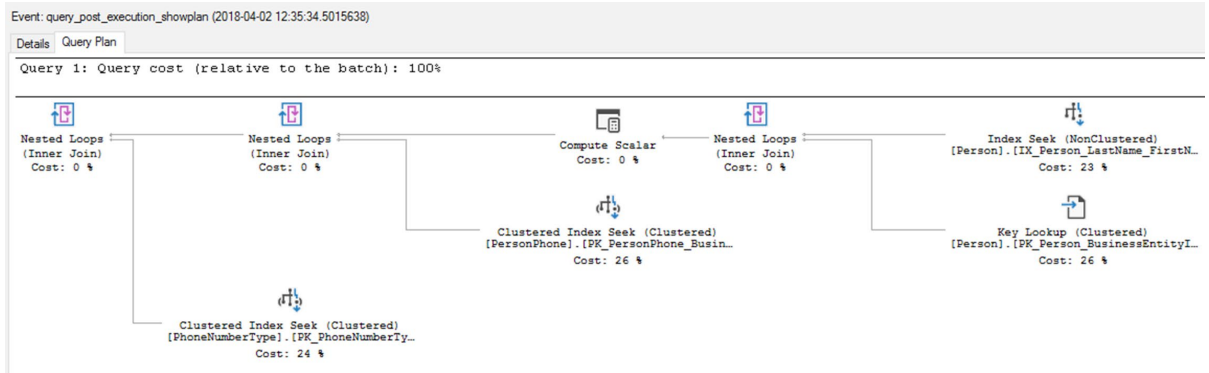 Event: query_post_execution_showplan (2018-04-02 12:35:34.5015638)
Details Query Plan
Query 1: Query cost (relative to the batch): 100%
Nested Loops
(Inner Join)
Cost: 0 %
Nested Loops
(Inner Join)
Cost: 0 %
Compute Scalar
Cost: 0 %
Nested Loops
(Inner Join)
Cost: 0 %
Index Seek (NonClustered)
[Person].[IX_Person_LastName_FirstN…
Cost: 23 %
Clustered Index Seek (Clustered)
[PersonPhone].[PK_PersonPhone_Busin…
Cost: 26 %
Key Lookup (Clustered)
[Person].[PK_Person_BusinessEntityI…
Cost: 26 %
Clustered Index Seek (Clustered)
[PhoneNumberType].[PK_PhoneNumberTy…
Cost: 24 %